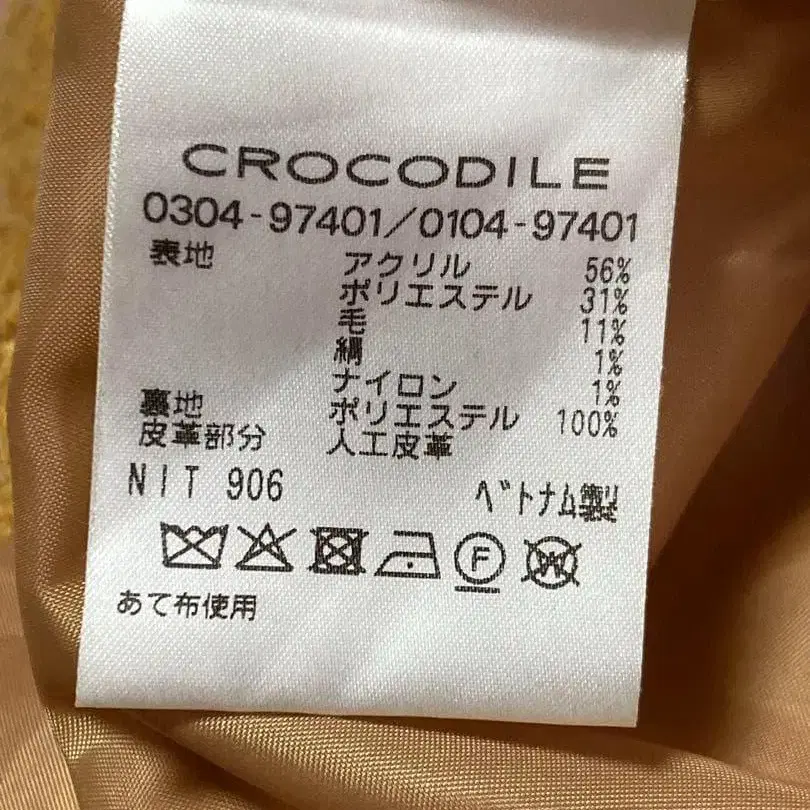 CROCODILE
0304-97401/0104-97401
表地 アクリル 56%
ポリエステル 31%
毛 11%
絹 1%
ナイロン 1%
裏地 ポリエステル 100%
皮革部分 人工皮革
NIT 906 ベトナム製
F W
あて布使用